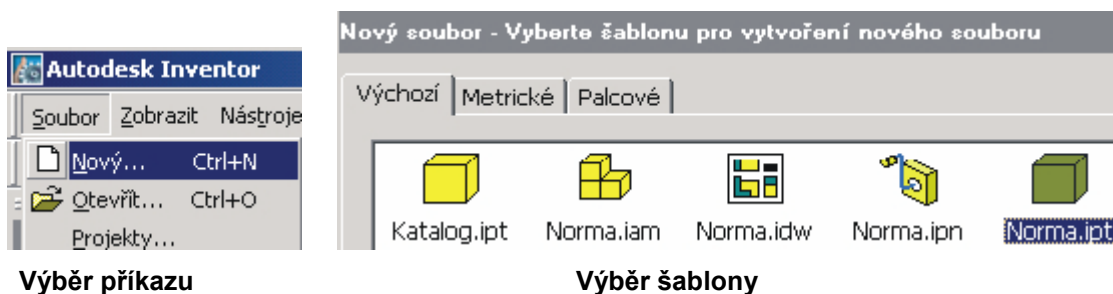 Autodesk Inventor
Soubor Zobrazit Nástroje
Nový... Ctrl+N
Otevřít... Ctrl+O
Projekty...
Výběr příkazu
Nový soubor - Vyberte šablonu pro vytvoření nového souboru
Výchozí Metrické Palcové
Katalog.ipt Norma.iam Norma.idw Norma.ipn Norma.ipt
Výběr šablony